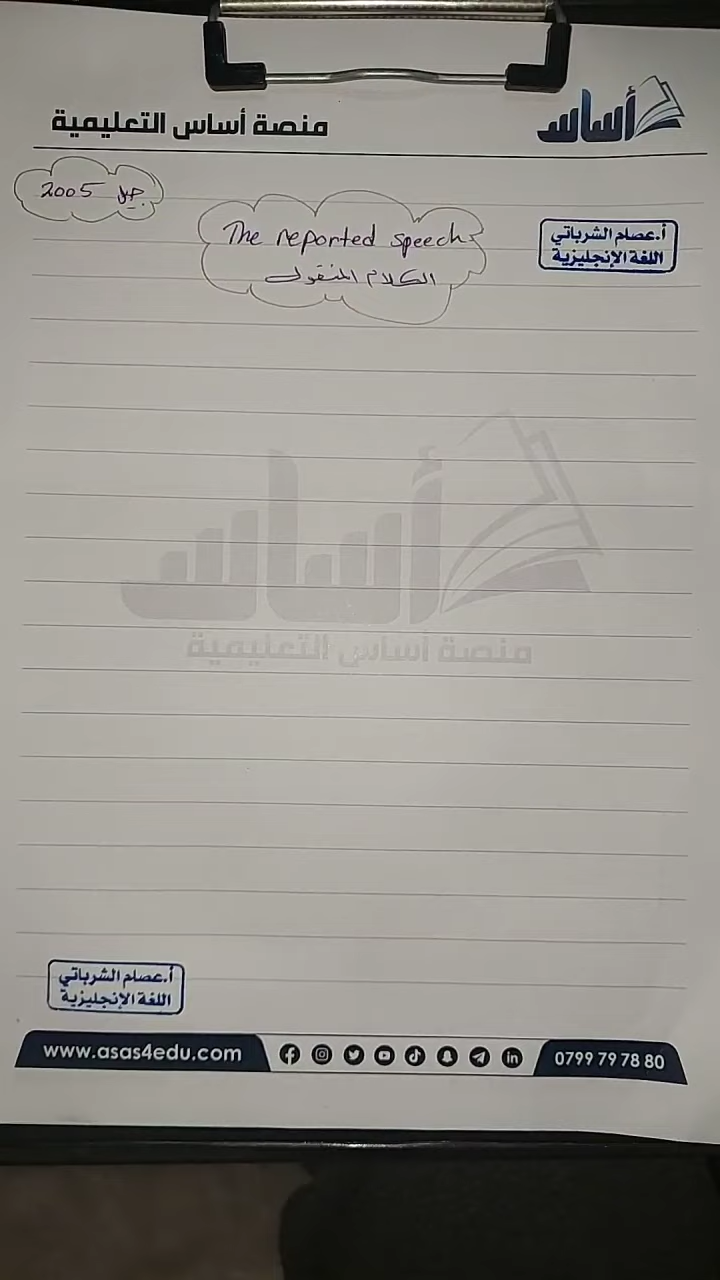 أساس
منصة أساس التعليمية
جيل 2005
The reported speech
الكلام المنقول
أ.عصام الشرباتي
اللغة الإنجليزية
أساس
منصة أساس التعليمية
أ.عصام الشرباتي
اللغة الإنجليزية
www.asas4edu.com
0799 79 78 80